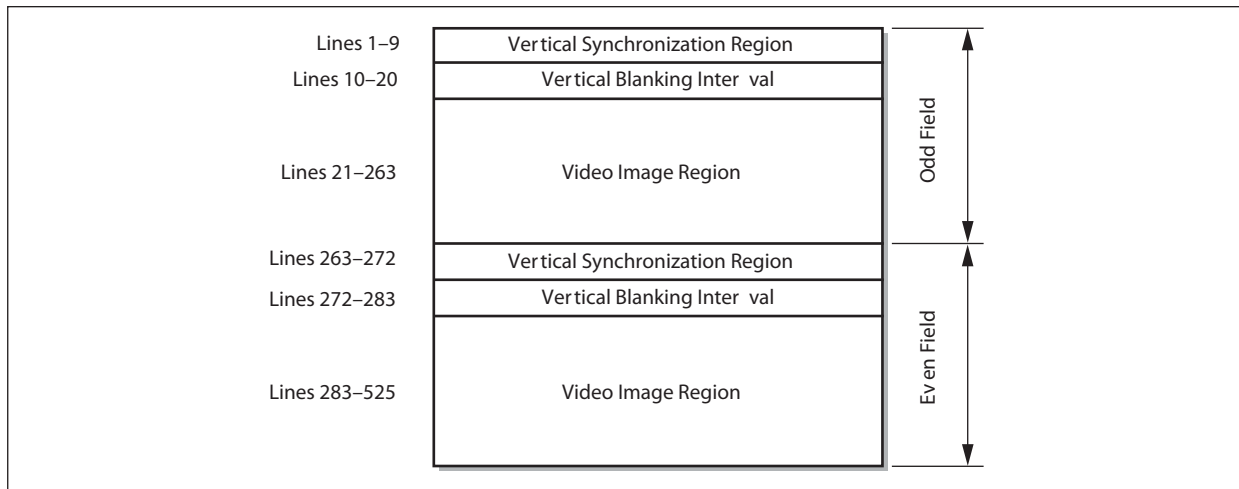 Lines 1–9 Vertical Synchronization Region
Lines 10–20 Vertical Blanking Inter val
Lines 21–263 Video Image Region
Odd Field
Lines 263–272 Vertical Synchronization Region
Lines 272–283 Vertical Blanking Inter val
Lines 283–525 Video Image Region
Ev en Field